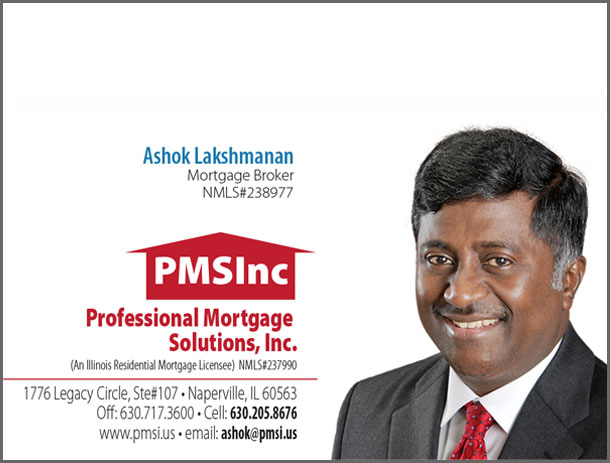 Ashok Lakshmanan
Mortgage Broker
NMLS#238977
PMSInc
Professional Mortgage
Solutions, Inc.
(An Illinois Residential Mortgage Licensee) NMLS#237990
1776 Legacy Circle, Ste#107 • Naperville, IL 60563
Off: 630.717.3600 • Cell: 630.205.8676
www.pmsi.us • email: ashok@pmsi.us